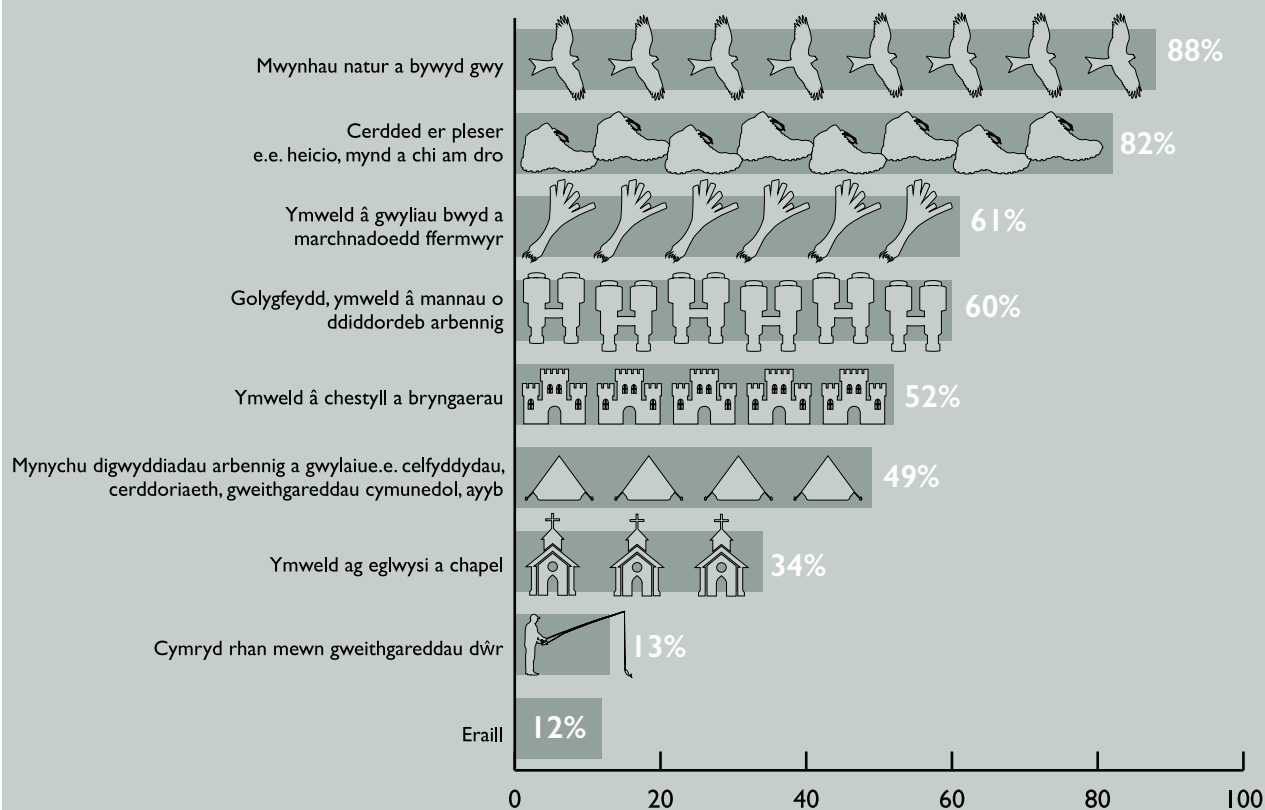 Mwynhau natur a bywyd gwy
88%
Cerdded er pleser
e.e. heicio, mynd a chi am dro
82%
Ymweld â gwyliau bwyd a
marchnadoedd ffermwyr
61%
Golygfeydd, ymweld â mannau o
ddiddordeb arbennig
60%
Ymweld â chestyll a bryngaerau
52%
Mynychu digwyddiadau arbennig a gwylaiue.e. celfyddydau,
cerddoriaeth, gweithgareddau cymunedol, ayyb
49%
Ymweld ag eglwysi a chapel
34%
Cymryd rhan mewn gweithgareddau dŵr
13%
Eraill
12%
0 20 40 60 80 100